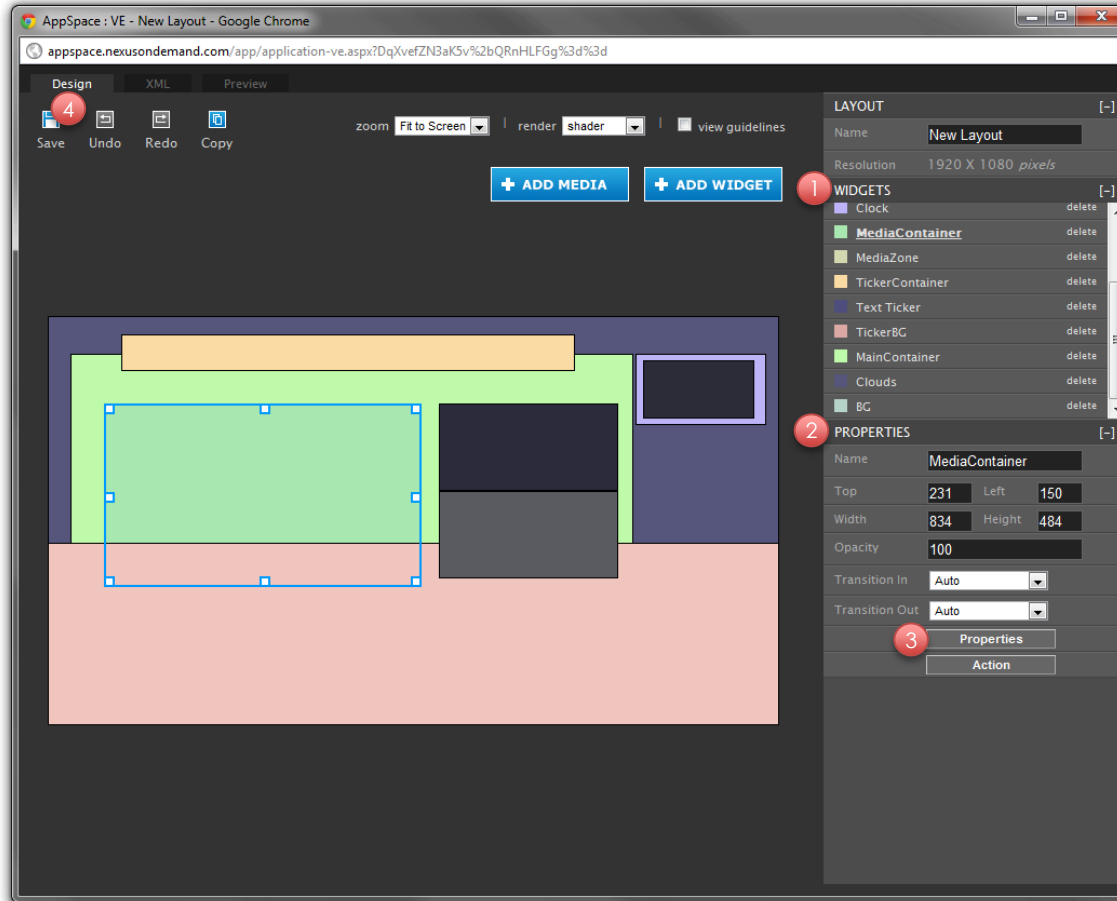 AppSpace : VE - New Layout - Google Chrome
appspace.nexusondemand.com/app/application-ve.aspx?DqXvefZN3aK5v%2bQRnHLFGg%3d%3d
Design XML Preview
4
Save Undo Redo Copy
zoom Fit to Screen | render shader | view guidelines
+ ADD MEDIA + ADD WIDGET
LAYOUT [-]
Name New Layout
Resolution 1920 X 1080 pixels
1 WIDGETS [-]
Clock delete
MediaContainer delete
MediaZone delete
TickerContainer delete
Text Ticker delete
TickerBG delete
MainContainer delete
Clouds delete
BG delete
2 PROPERTIES [-]
Name MediaContainer
Top 231 Left 150
Width 834 Height 484
Opacity 100
Transition In Auto
Transition Out Auto
3 Properties
Action